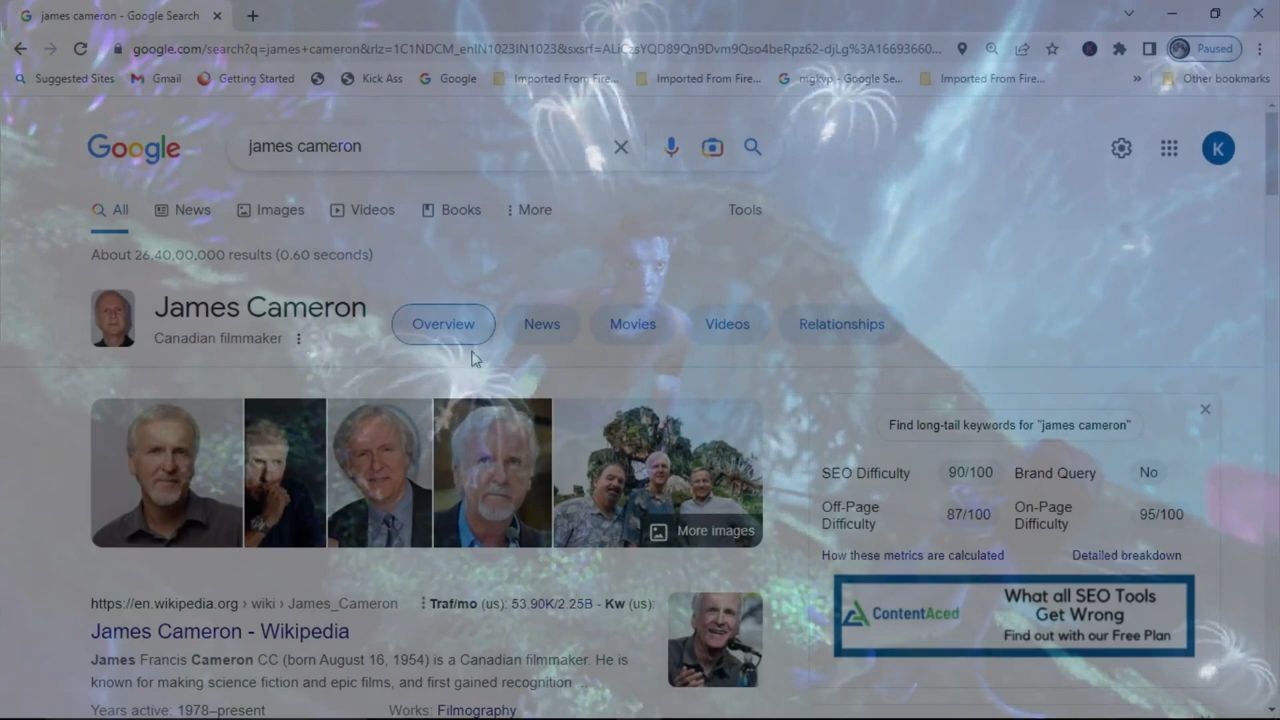 james cameron - Google Search
google.com/search?q=james+cameron&rlz=1C1NDCM_enIN1023IN1023&sxsrf=ALiCzsYQD89Qn9Dvm9Qso4beRpz62-djLg%3A16693660...
Paused
Suggested Sites
Gmail
Getting Started
Kick Ass
Google
Imported From Fire...
Imported From Fire...
mgkvp - Google Se...
Imported From Fire...
»
Other bookmarks
Google
james cameron
K
All
News
Images
Videos
Books
More
Tools
About 26,40,00,000 results (0.60 seconds)
James Cameron
Canadian filmmaker
Overview
News
Movies
Videos
Relationships
More images
Find long-tail keywords for "james cameron"
SEO Difficulty 90/100 Brand Query No
Off-Page Difficulty 87/100 On-Page Difficulty 95/100
How these metrics are calculated Detailed breakdown
ContentAced
What all SEO Tools
Get Wrong
Find out with our Free Plan
https://en.wikipedia.org › wiki › James_Cameron
Traf/mo (us): 53.90K/2.25B - Kw (us):
James Cameron - Wikipedia
James Francis Cameron CC (born August 16, 1954) is a Canadian filmmaker. He is
known for making science fiction and epic films, and first gained recognition ...
Years active: 1978–present Works: Filmography